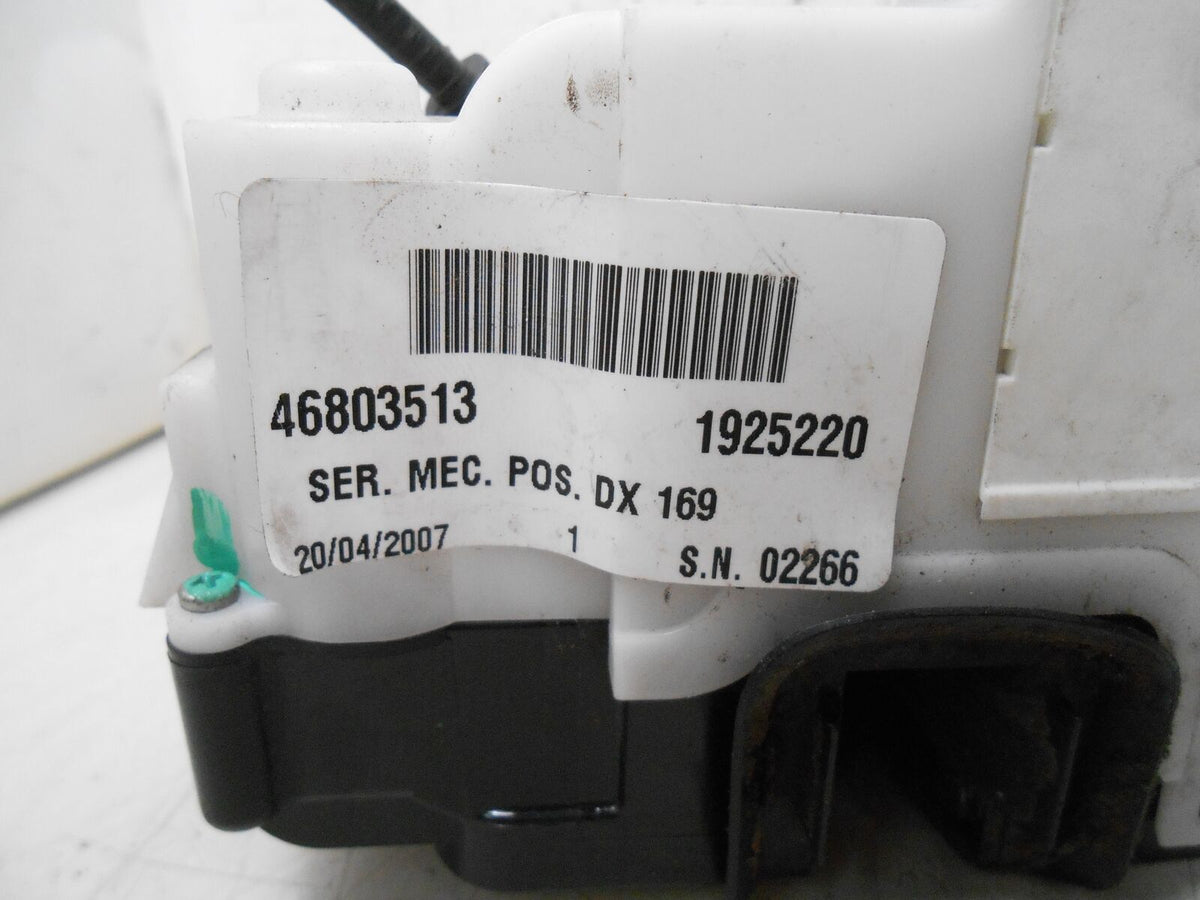 46803513 1925220
SER. MEC. POS. DX 169
20/04/2007 1 S.N. 02266